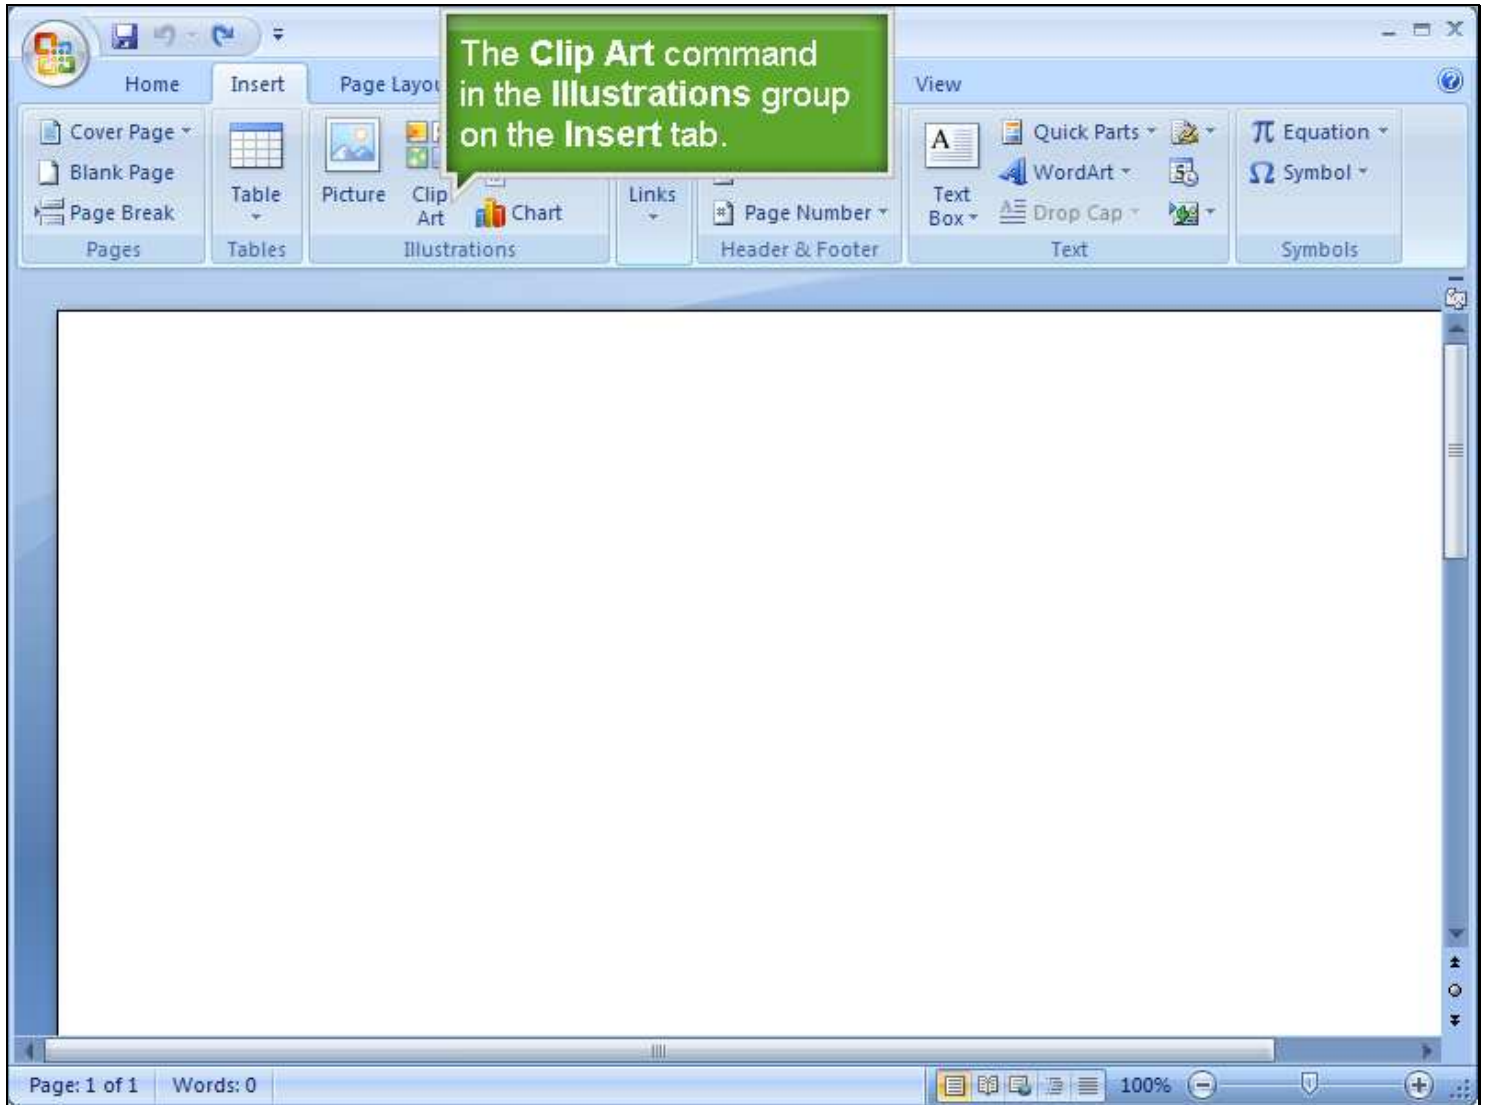 The Clip Art command
in the Illustrations group
on the Insert tab.
Home Insert Page Layou View
Cover Page
Blank Page
Page Break
Pages
Table
Tables
Picture
Clip
Art
Chart
Illustrations
Links
Page Number
Header & Footer
A
Text
Box
Quick Parts
WordArt
Drop Cap
Text
π Equation
Ω Symbol
Symbols
Page: 1 of 1 Words: 0 100%